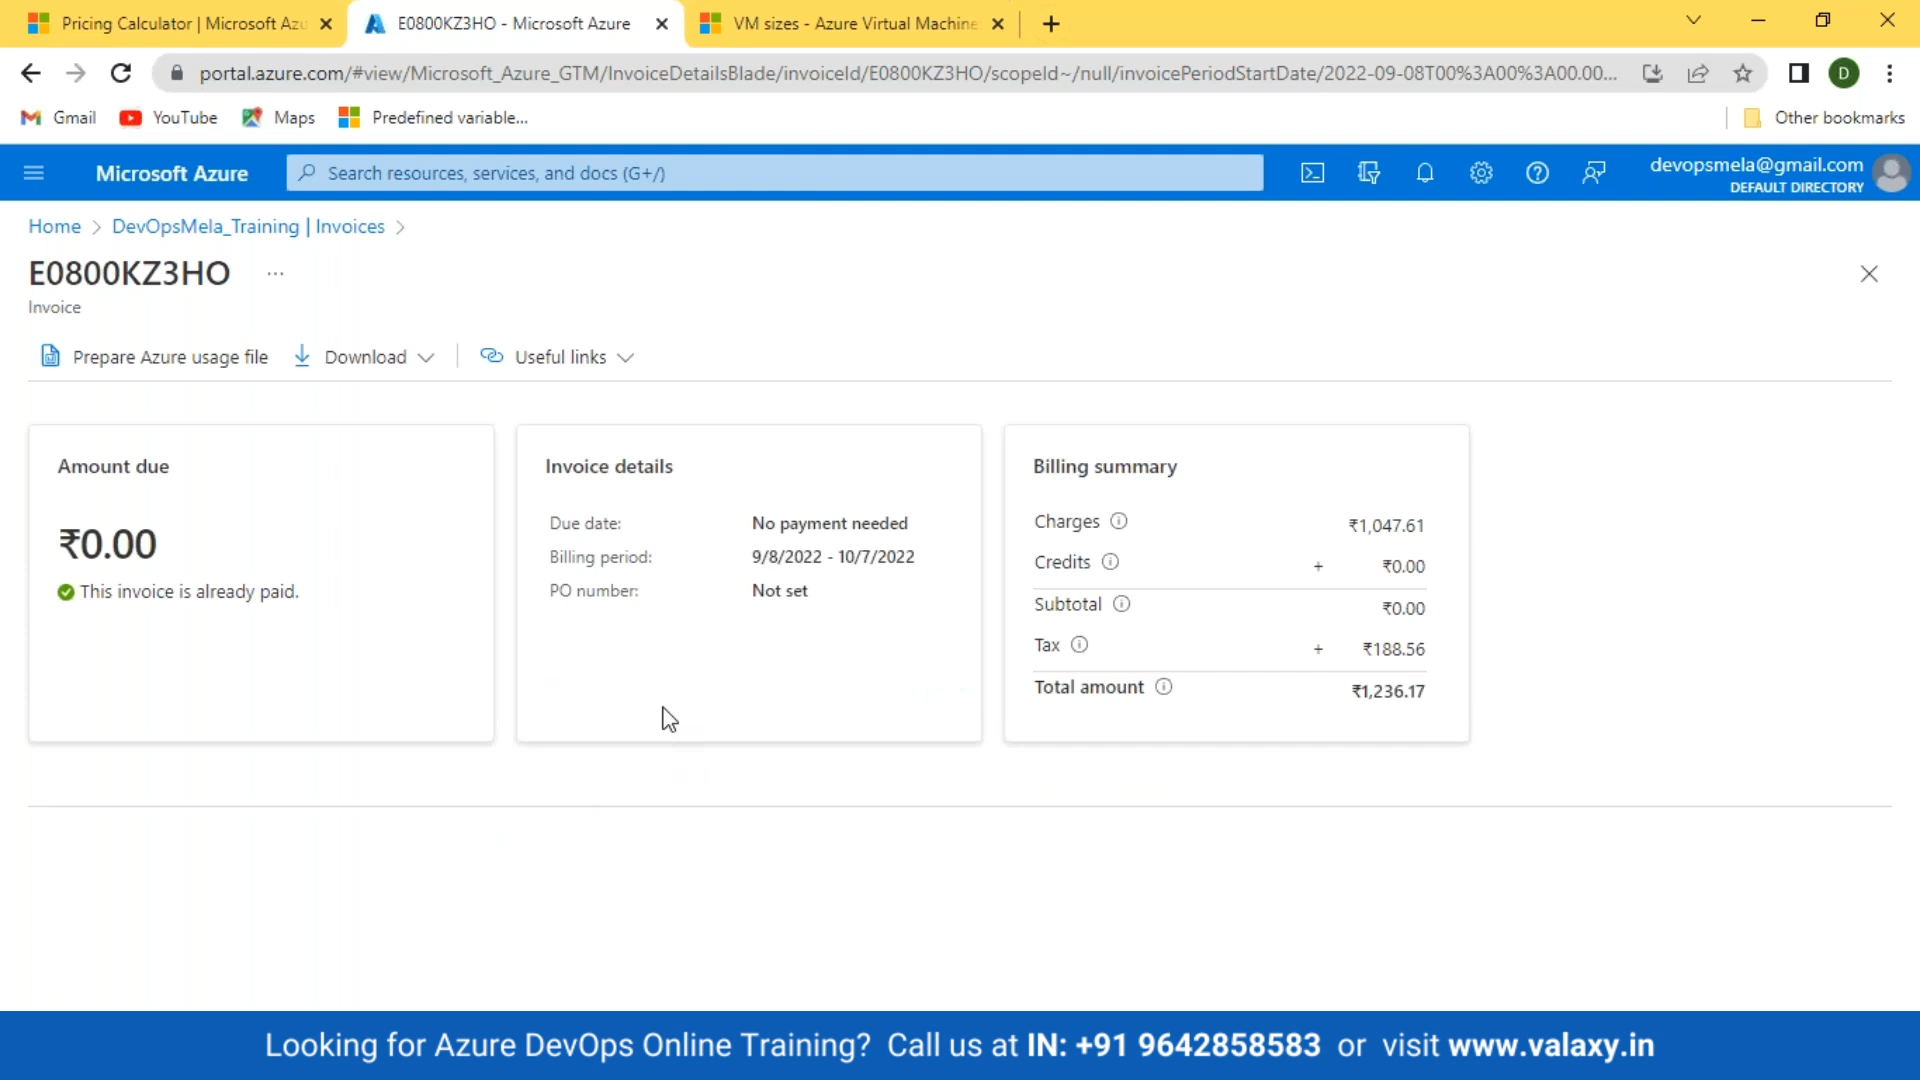 Pricing Calculator | Microsoft Azu
E0800KZ3HO - Microsoft Azure
VM sizes - Azure Virtual Machine
portal.azure.com/#view/Microsoft_Azure_GTM/InvoiceDetailsBlade/invoiceId/E0800KZ3HO/scopeId~/null/invoicePeriodStartDate/2022-09-08T00%3A00%3A00.00...
D
Gmail
YouTube
Maps
Predefined variable...
Other bookmarks
Microsoft Azure
Search resources, services, and docs (G+/)
devopsmela@gmail.com
DEFAULT DIRECTORY
Home > DevOpsMela_Training | Invoices >
E0800KZ3HO ...
Invoice
Prepare Azure usage file
Download
Useful links
Amount due
₹0.00
This invoice is already paid.
Invoice details
Due date: No payment needed
Billing period: 9/8/2022 - 10/7/2022
PO number: Not set
Billing summary
Charges ₹1,047.61
Credits + ₹0.00
Subtotal ₹0.00
Tax + ₹188.56
Total amount ₹1,236.17
Looking for Azure DevOps Online Training? Call us at IN: +91 9642858583 or visit www.valaxy.in